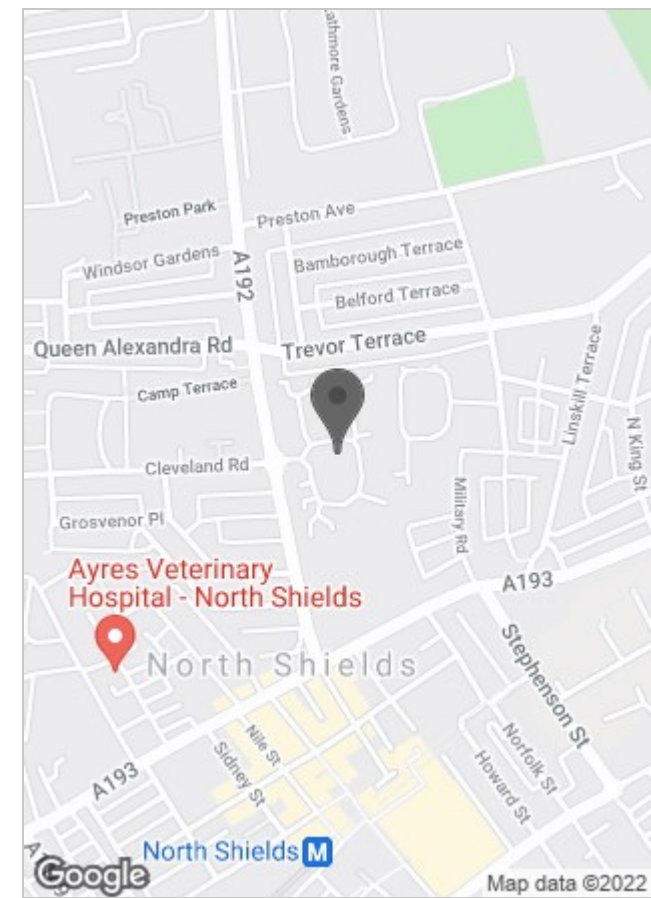 Rathmore Gardens
Preston Park
Preston Ave
Windsor Gardens
A192
Bamborough Terrace
Belford Terrace
Queen Alexandra Rd
Trevor Terrace
Camp Terrace
Linskill Terrace
N King St
Cleveland Rd
Military Rd
Grosvenor Pl
Ayres Veterinary
Hospital - North Shields
A193
North Shields
Stephenson St
Nile St
Sidney St
Norfolk St
Howard St
A193
North Shields M
Google
Map data ©2022